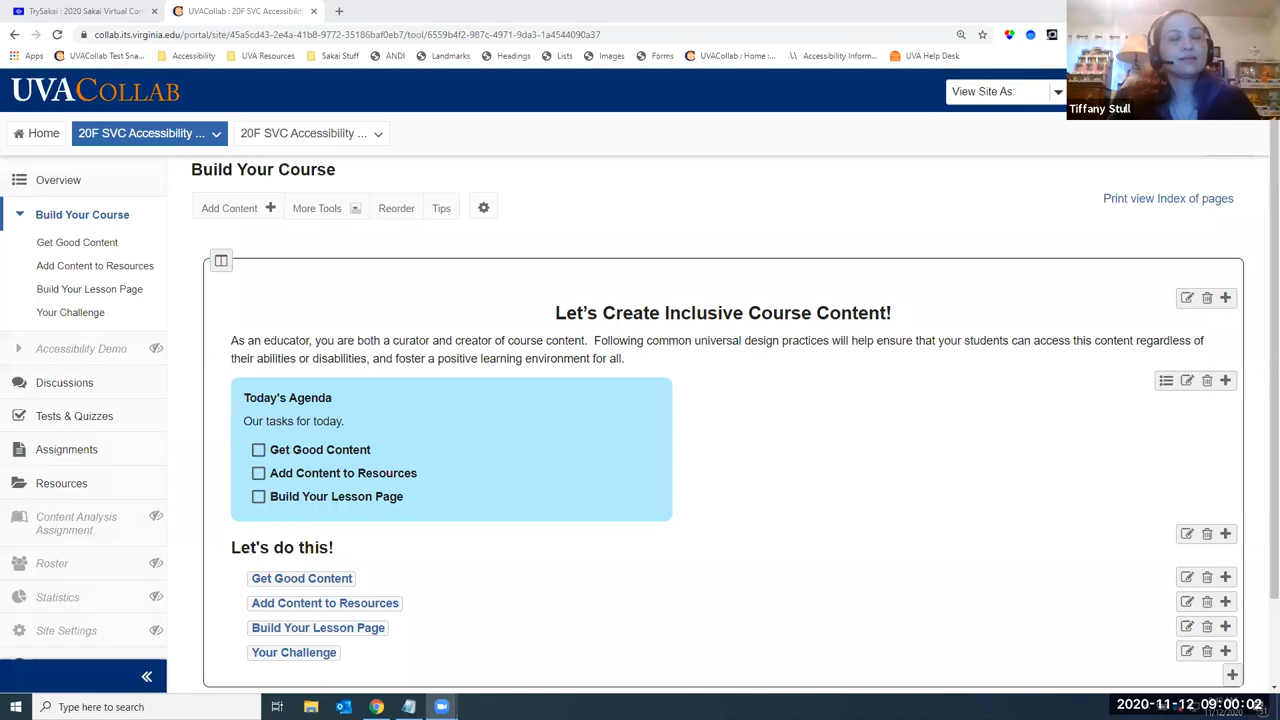 TrySakai : 2020 Sakai Virtual Con
UVACollab : 20F SVC Accessibility
collab.its.virginia.edu/portal/site/45a5cd43-2e4a-41b9-9772-35186baf0eb7/tool/6559b4f2-987c-4971-9da3-1a4544090a37
Apps
UVACollab Test Sna...
Accessibility
UVA Resources
Sakai Stuff
ANDI
Landmarks
Headings
Lists
Images
Forms
UVACollab : Home :...
Accessibility Inform...
UVA Help Desk
UVACOLLAB
View Site As:
Tiffany Stull
Home
20F SVC Accessibility ...
20F SVC Accessibility ...
Overview
Build Your Course
Get Good Content
Add Content to Resources
Build Your Lesson Page
Your Challenge
Accessibility Demo
Discussions
Tests & Quizzes
Assignments
Resources
Content Analysis
Assignment
Roster
Statistics
Site Settings
Build Your Course
Add Content
More Tools
Reorder
Tips
Print view Index of pages
Let's Create Inclusive Course Content!
As an educator, you are both a curator and creator of course content. Following common universal design practices will help ensure that your students can access this content regardless of
their abilities or disabilities, and foster a positive learning environment for all.
Today's Agenda
Our tasks for today.
Get Good Content
Add Content to Resources
Build Your Lesson Page
Let's do this!
Get Good Content
Add Content to Resources
Build Your Lesson Page
Your Challenge
Type here to search
2020-11-12 09:00:02